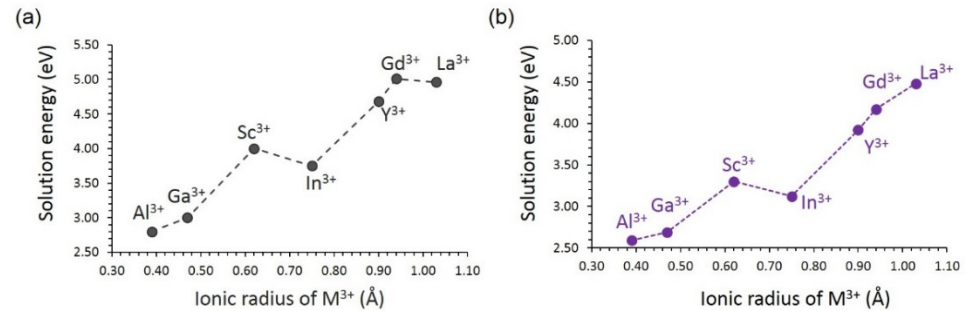 (a)
Solution energy (eV)
5.50
5.00
4.50
4.00
3.50
3.00
2.50
Al³⁺
Ga³⁺
Sc³⁺
In³⁺
Y³⁺
Gd³⁺
La³⁺
0.30 0.40 0.50 0.60 0.70 0.80 0.90 1.00 1.10
Ionic radius of M³⁺ (Å)
(b)
Solution energy (eV)
5.00
4.50
4.00
3.50
3.00
2.50
Al³⁺
Ga³⁺
Sc³⁺
In³⁺
Y³⁺
Gd³⁺
La³⁺
0.30 0.40 0.50 0.60 0.70 0.80 0.90 1.00 1.10
Ionic radius of M³⁺ (Å)